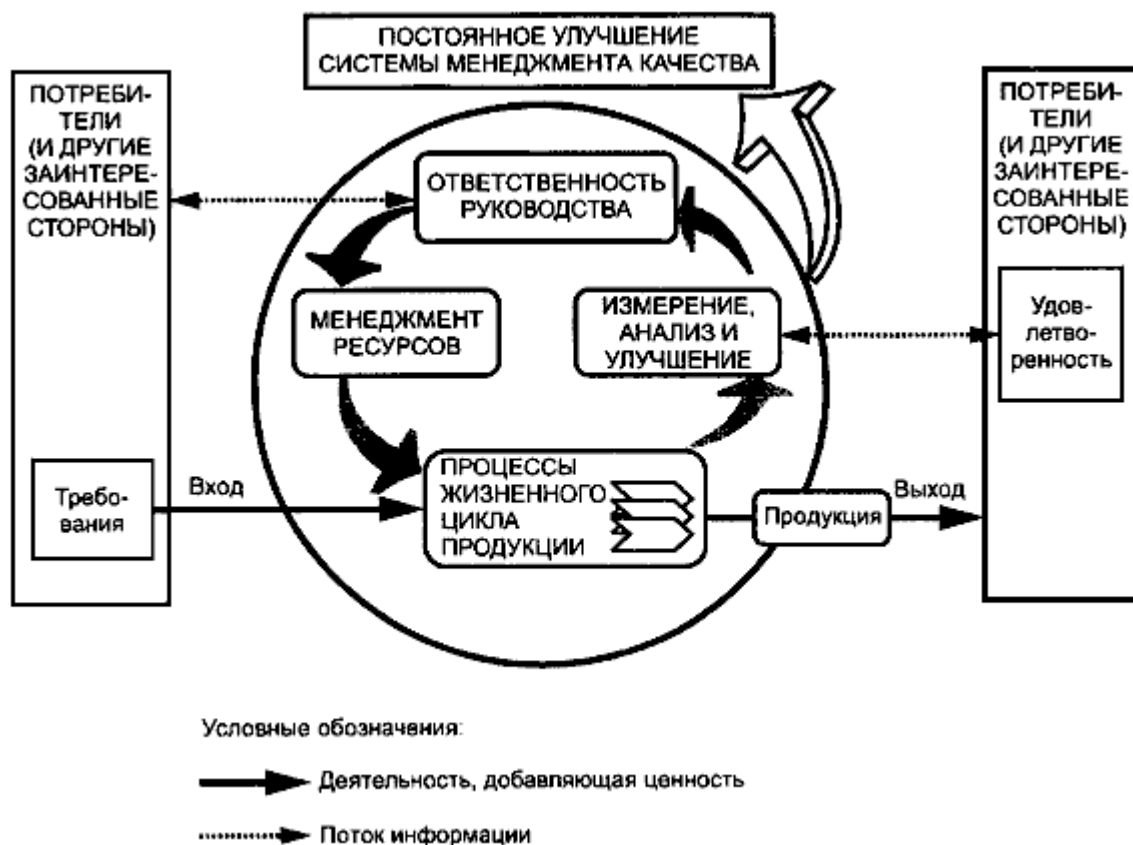 ПОСТОЯННОЕ УЛУЧШЕНИЕ
СИСТЕМЫ МЕНЕДЖМЕНТА КАЧЕСТВА
ПОТРЕБИ-
ТЕЛИ
(И ДРУГИЕ
ЗАИНТЕРЕ-
СОВАННЫЕ
СТОРОНЫ)
Требо-
вания
Вход
ОТВЕТСТВЕННОСТЬ
РУКОВОДСТВА
МЕНЕДЖМЕНТ
РЕСУРСОВ
ИЗМЕРЕНИЕ,
АНАЛИЗ И
УЛУЧШЕНИЕ
ПРОЦЕССЫ
ЖИЗНЕННОГО
ЦИКЛА
ПРОДУКЦИИ
Продукция
Выход
ПОТРЕБИ-
ТЕЛИ
(И ДРУГИЕ
ЗАИНТЕРЕ-
СОВАННЫЕ
СТОРОНЫ)
Удов-
летво-
ренность
Условные обозначения:
Деятельность, добавляющая ценность
Поток информации